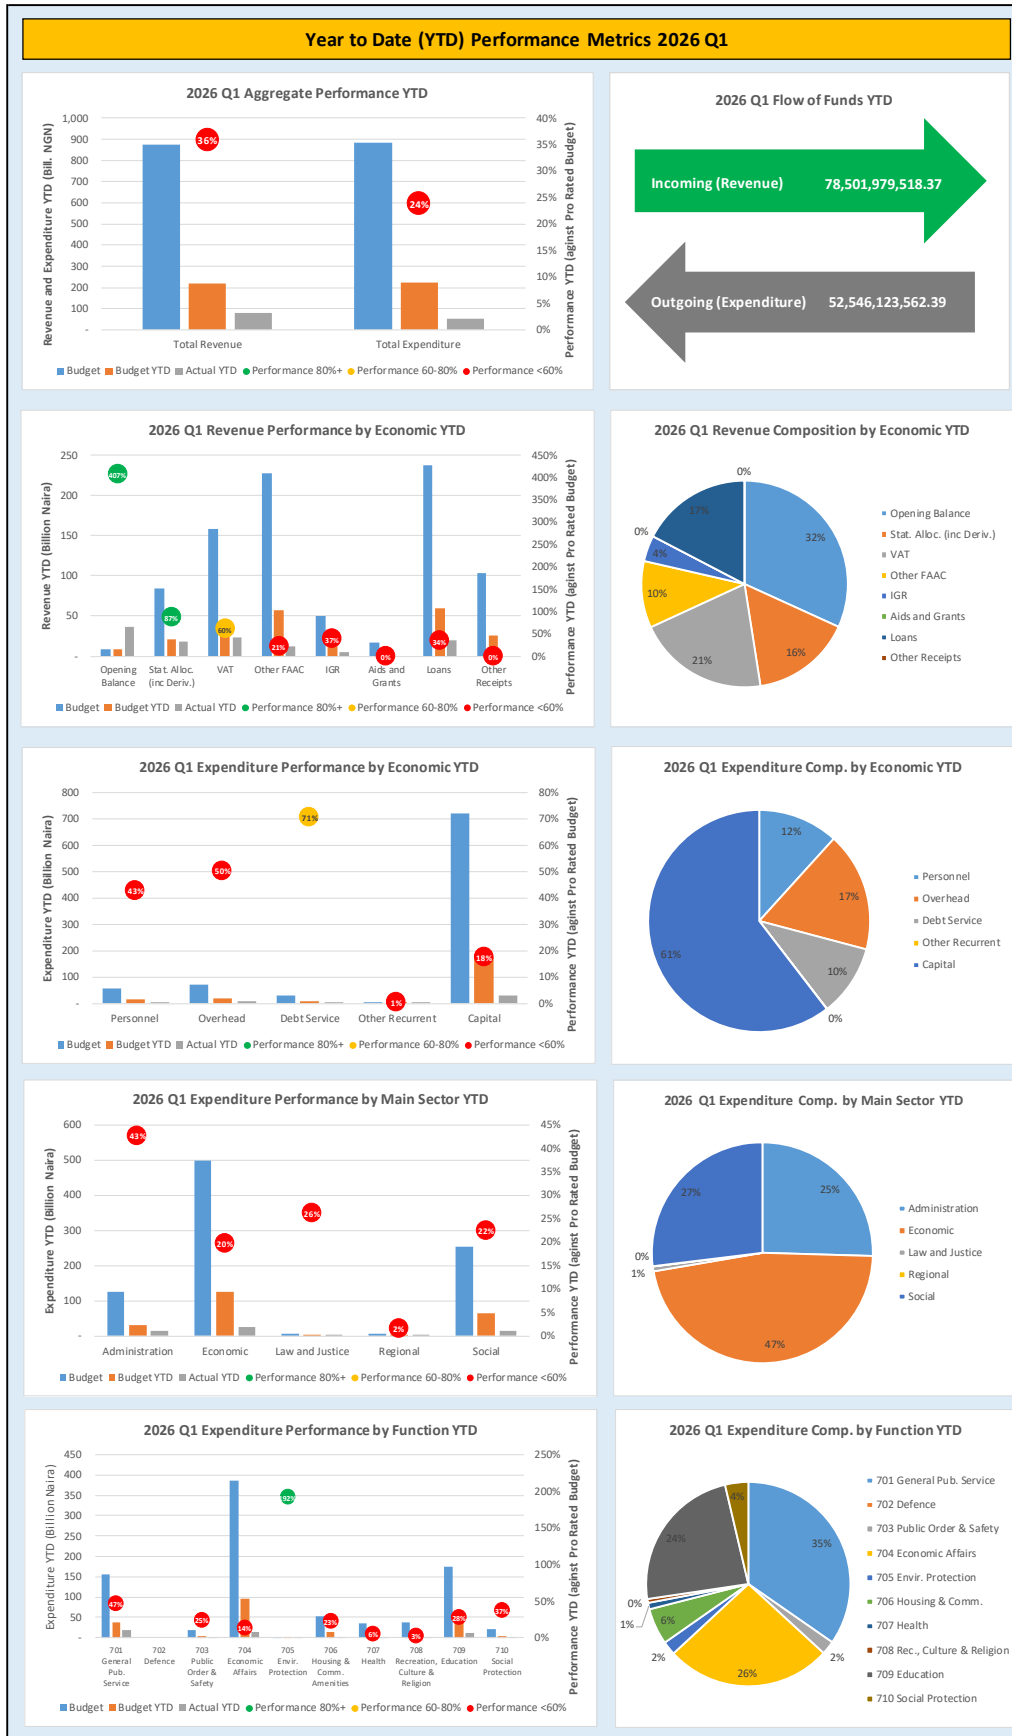 Year to Date (YTD) Performance Metrics 2026 Q1
2026 Q1 Aggregate Performance YTD
Revenue and Expenditure YTD (Bill. NGN)
1,000
900
800
700
600
500
400
300
200
100
-
40%
35%
30%
25%
20%
15%
10%
5%
0%
Performance YTD (aginst Pro Rated Budget)
36%
24%
Total Revenue
Total Expenditure
Budget
Budget YTD
Actual YTD
Performance 80%+
Performance 60-80%
Performance <60%
2026 Q1 Flow of Funds YTD
Incoming (Revenue) 78,501,979,518.37
Outgoing (Expenditure) 52,546,123,562.39
2026 Q1 Revenue Performance by Economic YTD
Revenue YTD (Billion Naira)
250
200
150
100
50
-
450%
400%
350%
300%
250%
200%
150%
100%
50%
0%
Performance YTD (aginst Pro Rated Budget)
407%
87%
60%
21%
37%
0%
34%
0%
Opening Balance
Stat. Alloc. (inc Deriv.)
VAT
Other FAAC
IGR
Aids and Grants
Loans
Other Receipts
Budget
Budget YTD
Actual YTD
Performance 80%+
Performance 60-80%
Performance <60%
2026 Q1 Revenue Composition by Economic YTD
0%
32%
16%
21%
10%
4%
0%
17%
Opening Balance
Stat. Alloc. (inc Deriv.)
VAT
Other FAAC
IGR
Aids and Grants
Loans
Other Receipts
2026 Q1 Expenditure Performance by Economic YTD
Expenditure YTD (Billion Naira)
800
700
600
500
400
300
200
100
-
80%
70%
60%
50%
40%
30%
20%
10%
0%
Performance YTD (aginst Pro Rated Budget)
43%
50%
71%
1%
18%
Personnel
Overhead
Debt Service
Other Recurrent
Capital
Budget
Budget YTD
Actual YTD
Performance 80%+
Performance 60-80%
Performance <60%
2026 Q1 Expenditure Comp. by Economic YTD
12%
17%
10%
0%
61%
Personnel
Overhead
Debt Service
Other Recurrent
Capital
2026 Q1 Expenditure Performance by Main Sector YTD
Expenditure YTD (Billion Naira)
600
500
400
300
200
100
-
45%
40%
35%
30%
25%
20%
15%
10%
5%
0%
Performance YTD (aginst Pro Rated Budget)
43%
20%
26%
2%
22%
Administration
Economic
Law and Justice
Regional
Social
Budget
Budget YTD
Actual YTD
Performance 80%+
Performance 60-80%
Performance <60%
2026 Q1 Expenditure Comp. by Main Sector YTD
25%
47%
1%
0%
27%
Administration
Economic
Law and Justice
Regional
Social
2026 Q1 Expenditure Performance by Function YTD
Expenditure YTD (Billion Naira)
450
400
350
300
250
200
150
100
50
-
250%
200%
150%
100%
50%
0%
Performance YTD (aginst Pro Rated Budget)
47%
25%
14%
192%
23%
6%
3%
28%
37%
701 General Pub. Service
702 Defence
703 Public Order & Safety
704 Economic Affairs
705 Envir. Protection
706 Housing & Comm. Amenities
707 Health
708 Recreation, Culture & Religion
709 Education
710 Social Protection
Budget
Budget YTD
Actual YTD
Performance 80%+
Performance 60-80%
Performance <60%
2026 Q1 Expenditure Comp. by Function YTD
35%
2%
26%
2%
6%
1%
0%
24%
4%
701 General Pub. Service
702 Defence
703 Public Order & Safety
704 Economic Affairs
705 Envir. Protection
706 Housing & Comm.
707 Health
708 Rec., Culture & Religion
709 Education
710 Social Protection